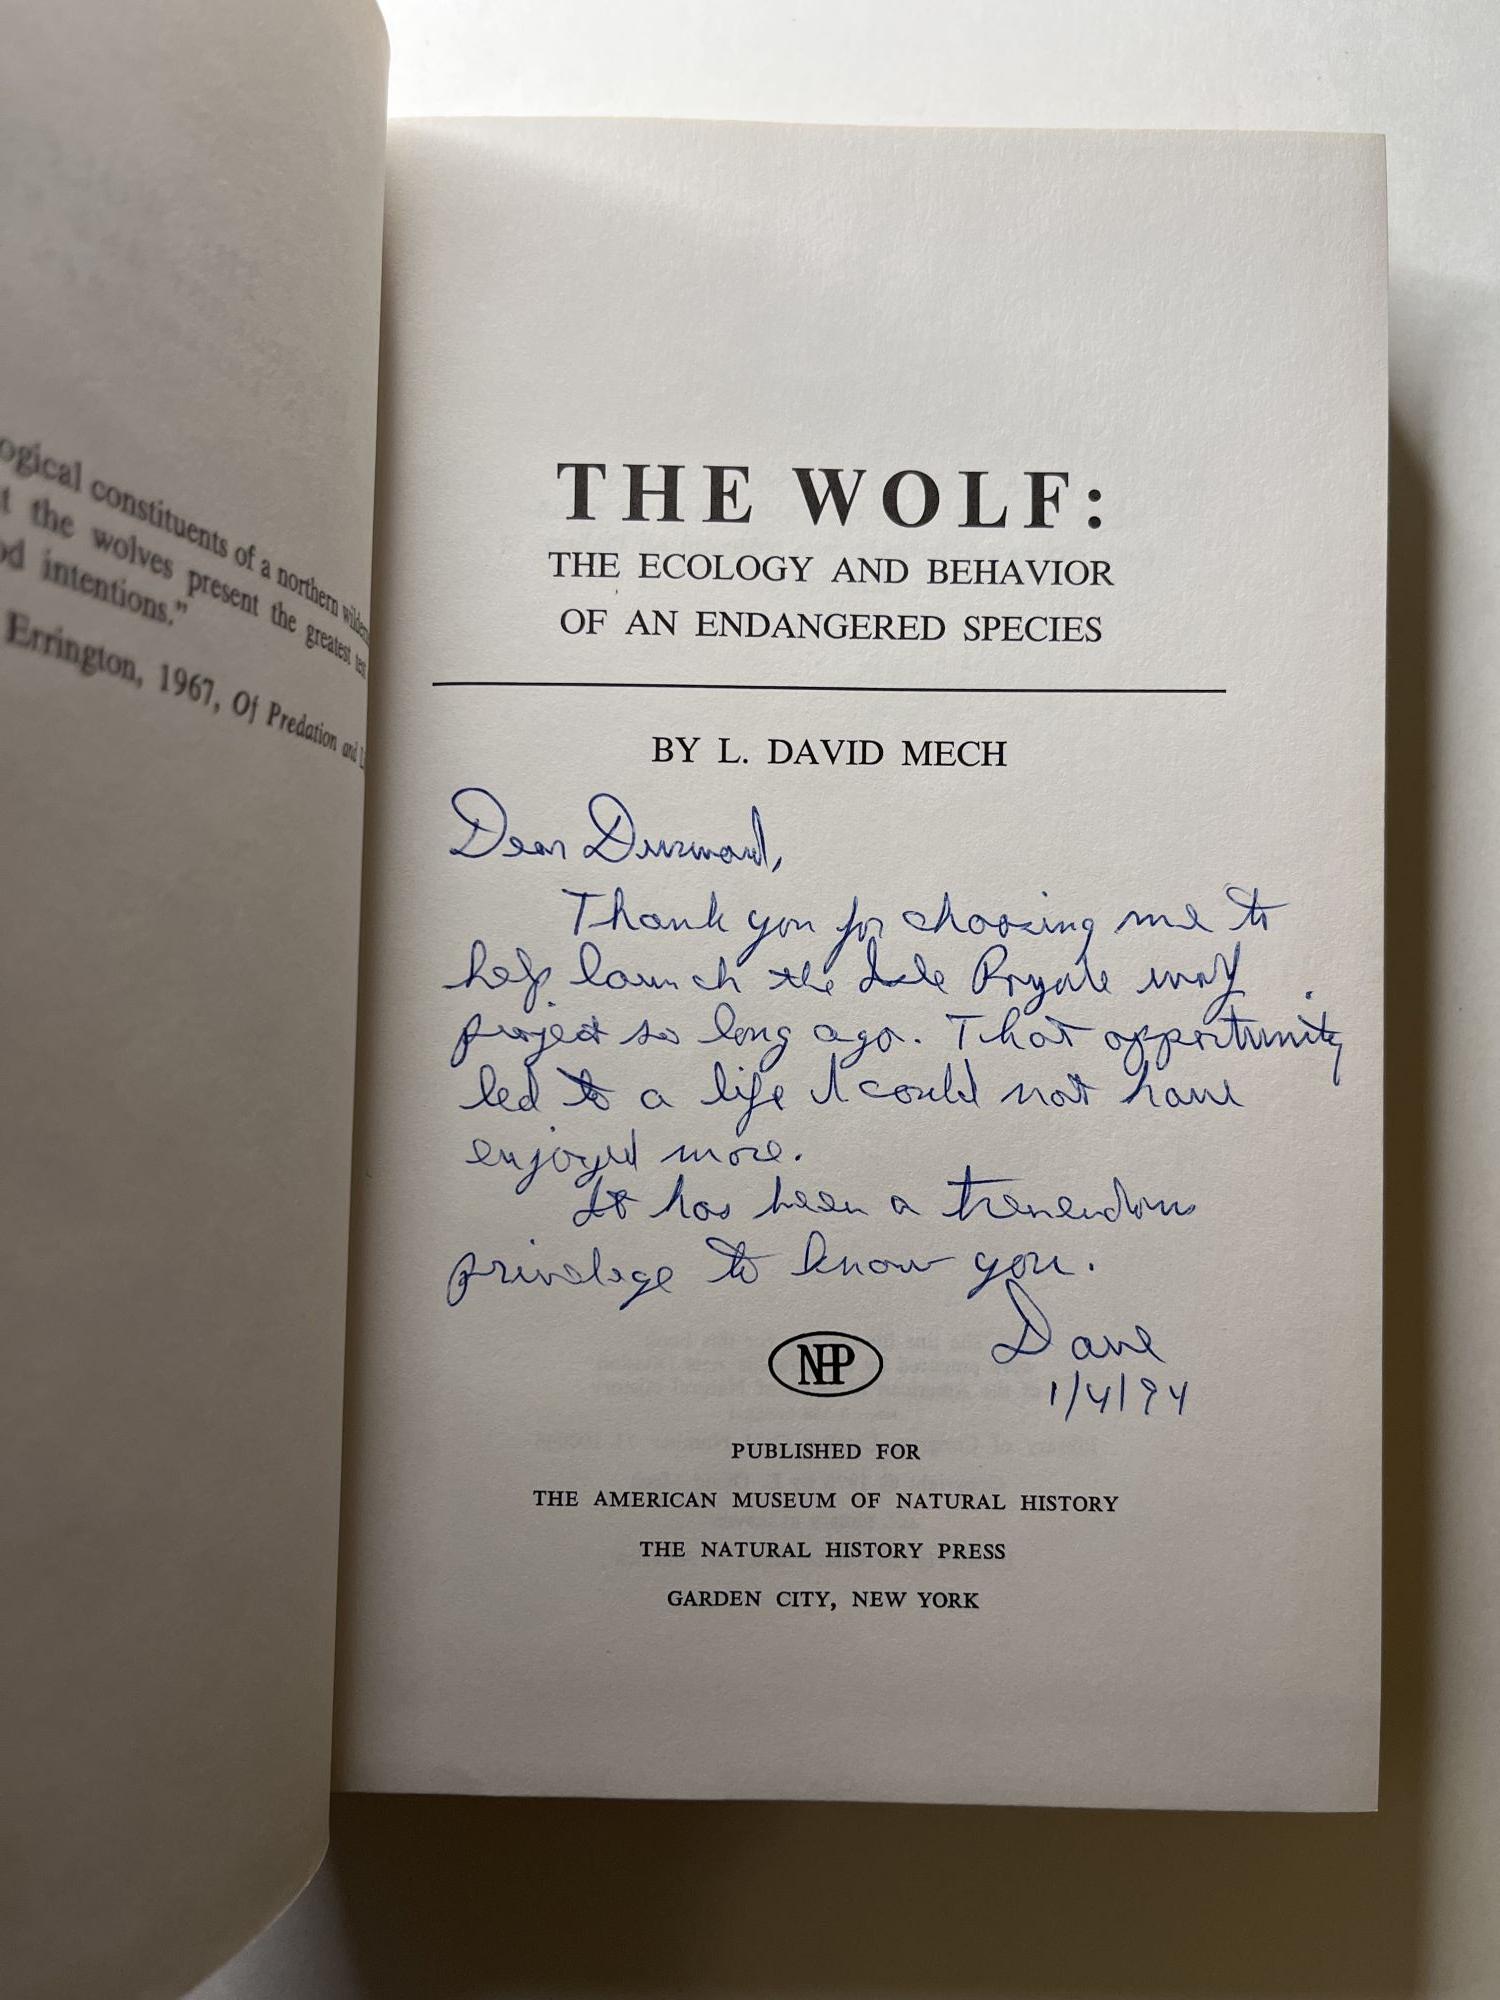 ogical constituents of a northern
the wolves present the greatest
intentions."
Errington, 1967, Of Predation and
THE WOLF:
THE ECOLOGY AND BEHAVIOR
OF AN ENDANGERED SPECIES
BY L. DAVID MECH
Dear Durward,
Thank you for choosing me to
help launch the Isle Royale wolf
project so long ago. That opportunity
led to a life I could not have
enjoyed more.
It has been a tremendous
privelege to know you.
Dave
1/4/94
NHP
PUBLISHED FOR
THE AMERICAN MUSEUM OF NATURAL HISTORY
THE NATURAL HISTORY PRESS
GARDEN CITY, NEW YORK